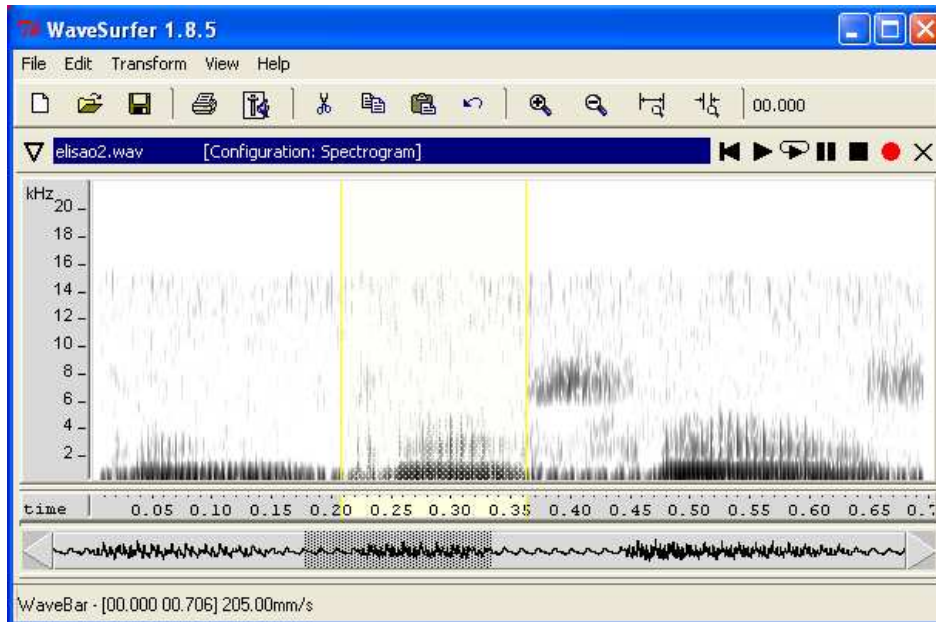 WaveSurfer 1.8.5
File Edit Transform View Help
00.000
elisao2.wav [Configuration: Spectrogram]
kHz
20
18
16
14
12
10
8
6
4
2
time 0.05 0.10 0.15 0.20 0.25 0.30 0.35 0.40 0.45 0.50 0.55 0.60 0.65
WaveBar - [00.000 00.706] 205.00mm/s